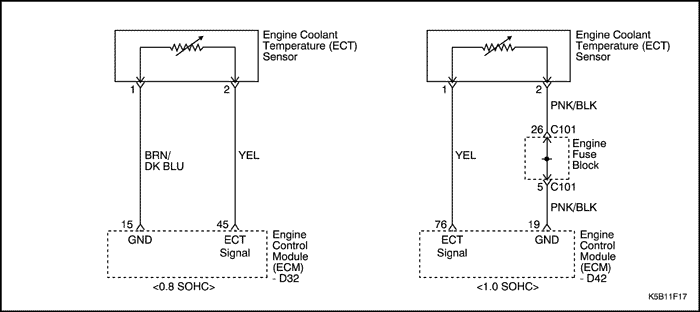 Engine Coolant
Temperature (ECT)
Sensor
1
2
BRN/
DK BLU
YEL
15
45
GND
ECT
Signal
Engine
Control
Module
(ECM)
- D32
<0.8 SOHC>
Engine Coolant
Temperature (ECT)
Sensor
1
2
PNK/BLK
26
C101
YEL
Engine
Fuse
Block
5
C101
PNK/BLK
76
19
ECT
Signal
GND
Engine
Control
Module
(ECM)
- D42
<1.0 SOHC>
K5B11F17